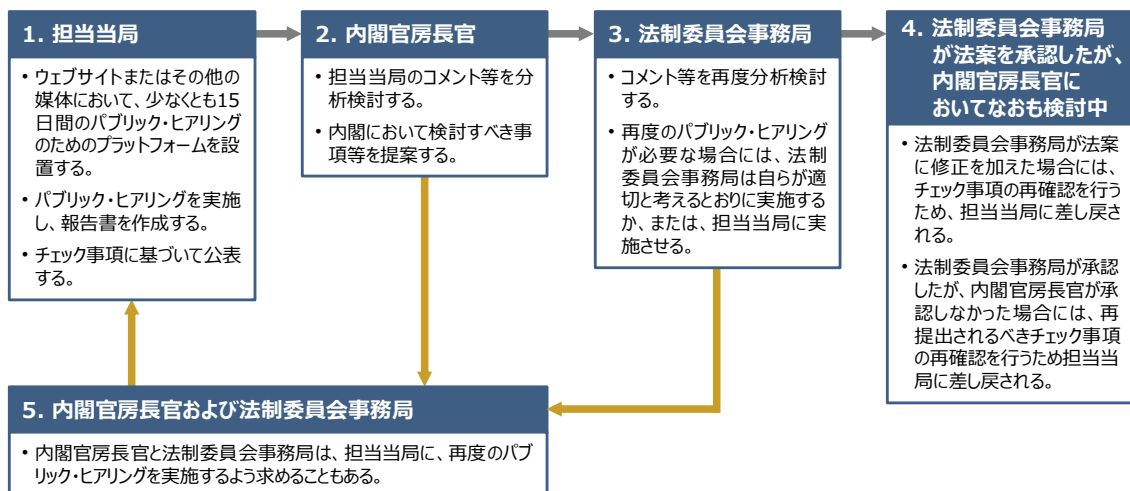 1. 担当当局
• ウェブサイトまたはその他の
媒体において、少なくとも15
日間のパブリック・ヒアリング
のためのプラットフォームを設
置する。
• パブリック・ヒアリングを実施
し、報告書を作成する。
• チェック事項に基づいて公表
する。
2. 内閣官房長官
• 担当当局のコメント等を分
析検討する。
• 内閣において検討すべき事
項等を提案する。
3. 法制委員会事務局
• コメント等を再度分析検討
する。
• 再度のパブリック・ヒアリング
が必要な場合には、法制
委員会事務局は自らが適
切と考えるとおりに実施する
か、または、担当当局に実
施させる。
4. 法制委員会事務局
が法案を承認したが、
内閣官房長官に
おいてなおも検討中
• 法制委員会事務局が法案
に修正を加えた場合には、
チェック事項の再確認を行う
ため、担当当局に差し戻さ
れる。
• 法制委員会事務局が承認
したが、内閣官房長官が承
認しなかった場合には、再
提出されるべきチェック事項
の再確認を行うため担当当
局に差し戻される。
5. 内閣官房長官および法制委員会事務局
• 内閣官房長官と法制委員会事務局は、担当当局に、再度のパブ
リック・ヒアリングを実施するよう求めることもある。